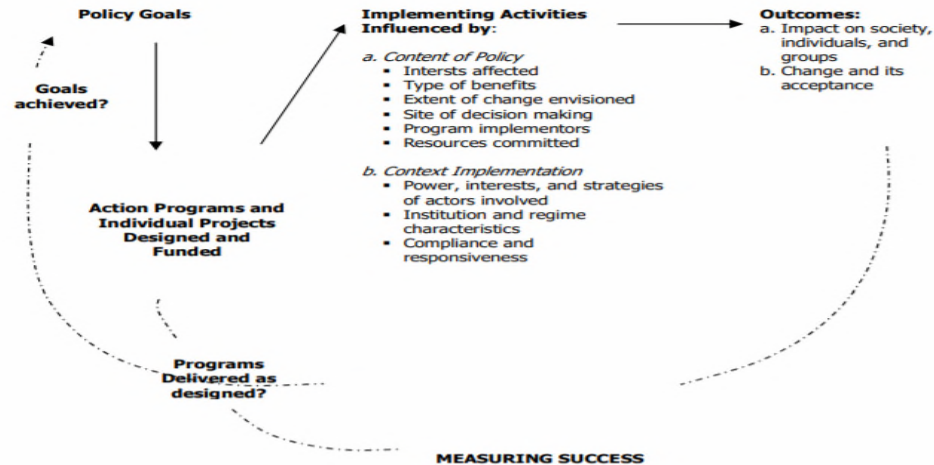 Policy Goals
Goals
achieved?
Action Programs and
Individual Projects
Designed and
Funded
Programs
Delivered as
designed?
Implementing Activities
Influenced by:
a. Content of Policy
▪ Intersts affected
▪ Type of benefits
▪ Extent of change envisioned
▪ Site of decision making
▪ Program implementors
▪ Resources committed
b. Context Implementation
▪ Power, interests, and strategies
of actors involved
▪ Institution and regime
characteristics
▪ Compliance and
responsiveness
Outcomes:
a. Impact on society,
individuals, and
groups
b. Change and its
acceptance
MEASURING SUCCESS